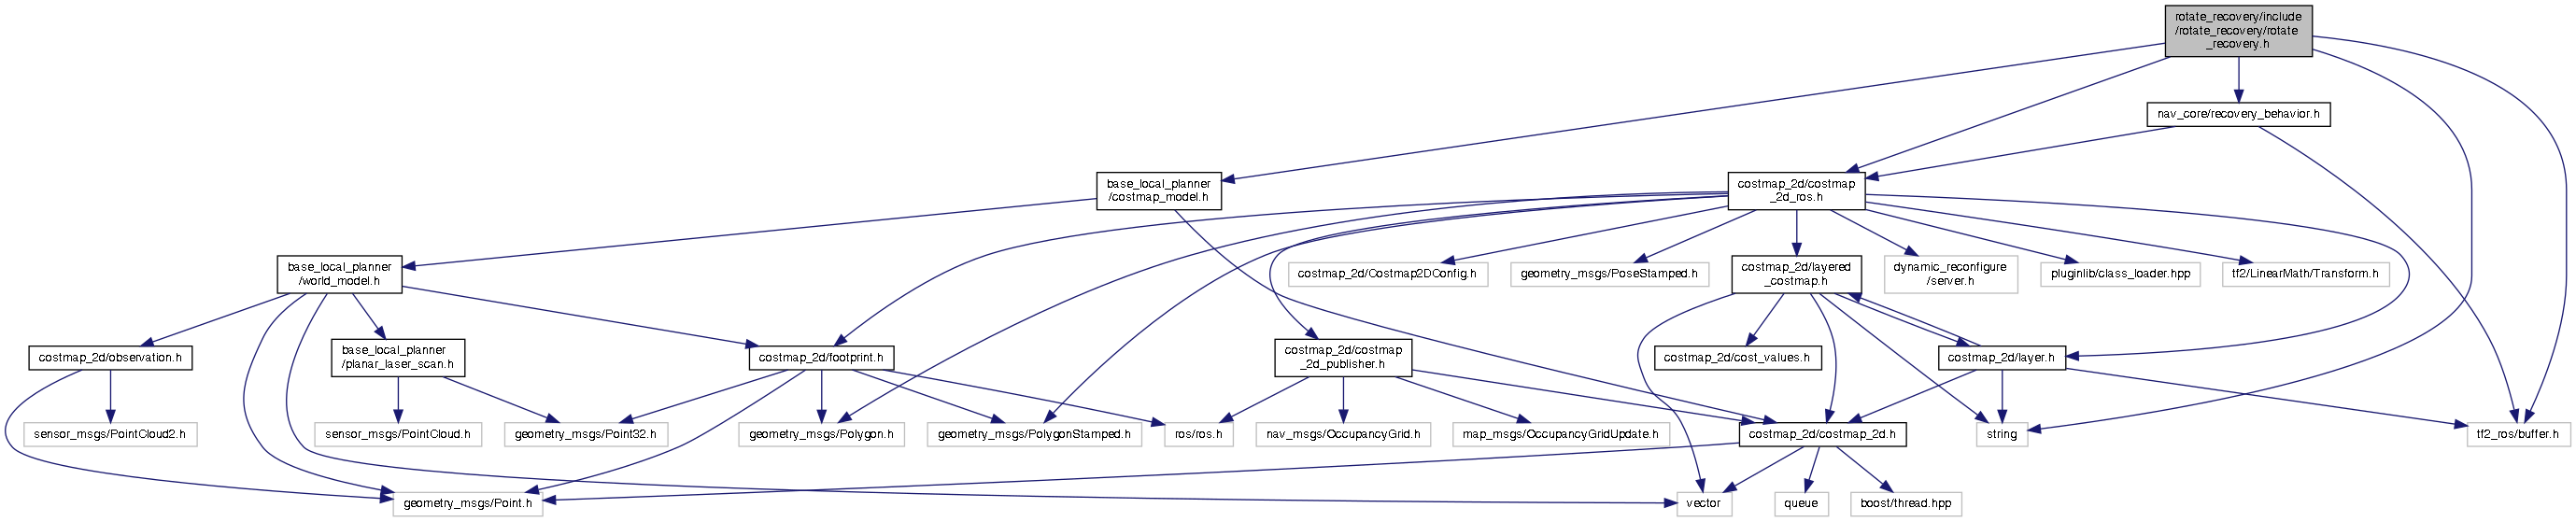 rotate_recovery/include
/rotate_recovery/rotate
_recovery.h
nav_core/recovery_behavior.h
base_local_planner
/costmap_model.h
costmap_2d/costmap
_2d_ros.h
base_local_planner
/world_model.h
costmap_2d/Costmap2DConfig.h
geometry_msgs/PoseStamped.h
costmap_2d/layered
_costmap.h
dynamic_reconfigure
/server.h
pluginlib/class_loader.hpp
tf2/LinearMath/Transform.h
costmap_2d/observation.h
base_local_planner
/planar_laser_scan.h
costmap_2d/footprint.h
costmap_2d/costmap
_2d_publisher.h
costmap_2d/cost_values.h
costmap_2d/layer.h
sensor_msgs/PointCloud2.h
sensor_msgs/PointCloud.h
geometry_msgs/Point32.h
geometry_msgs/Polygon.h
geometry_msgs/PolygonStamped.h
ros/ros.h
nav_msgs/OccupancyGrid.h
map_msgs/OccupancyGridUpdate.h
costmap_2d/costmap_2d.h
string
tf2_ros/buffer.h
geometry_msgs/Point.h
vector
queue
boost/thread.hpp